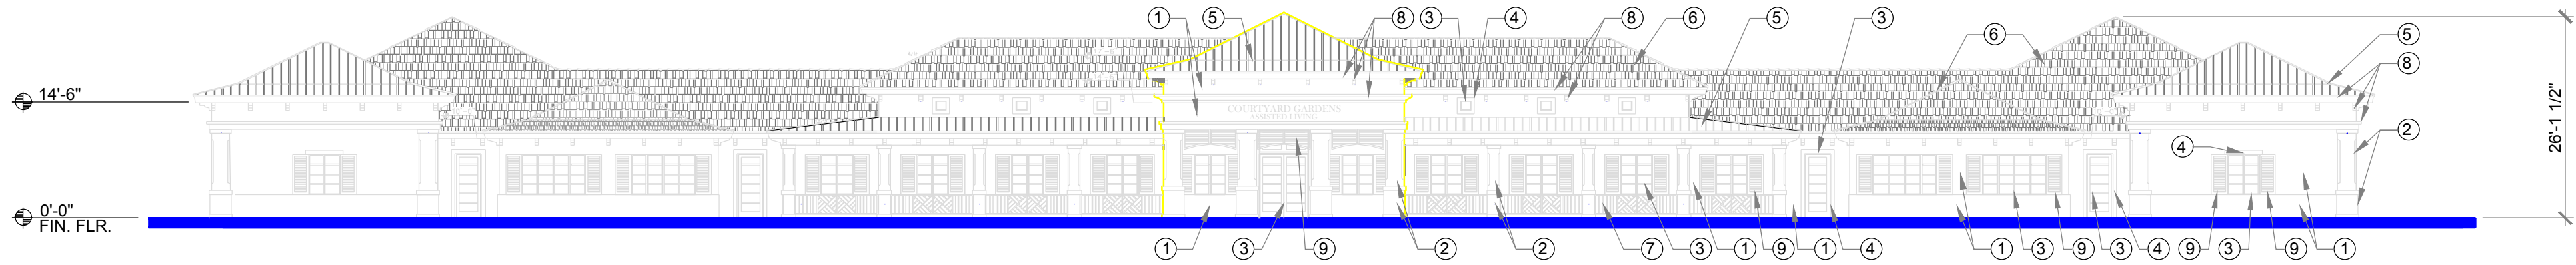 1 5 8 3 4 8 6 5 3 6 5
8
14'-6"
COURTYARD GARDENS
ASSISTED LIVING
2
4
26'-1 1/2"
0'-0"
FIN. FLR.
1 3 9 2 2 7 3 1 9 1 4 1 3 9 3 4 9 3 9 1